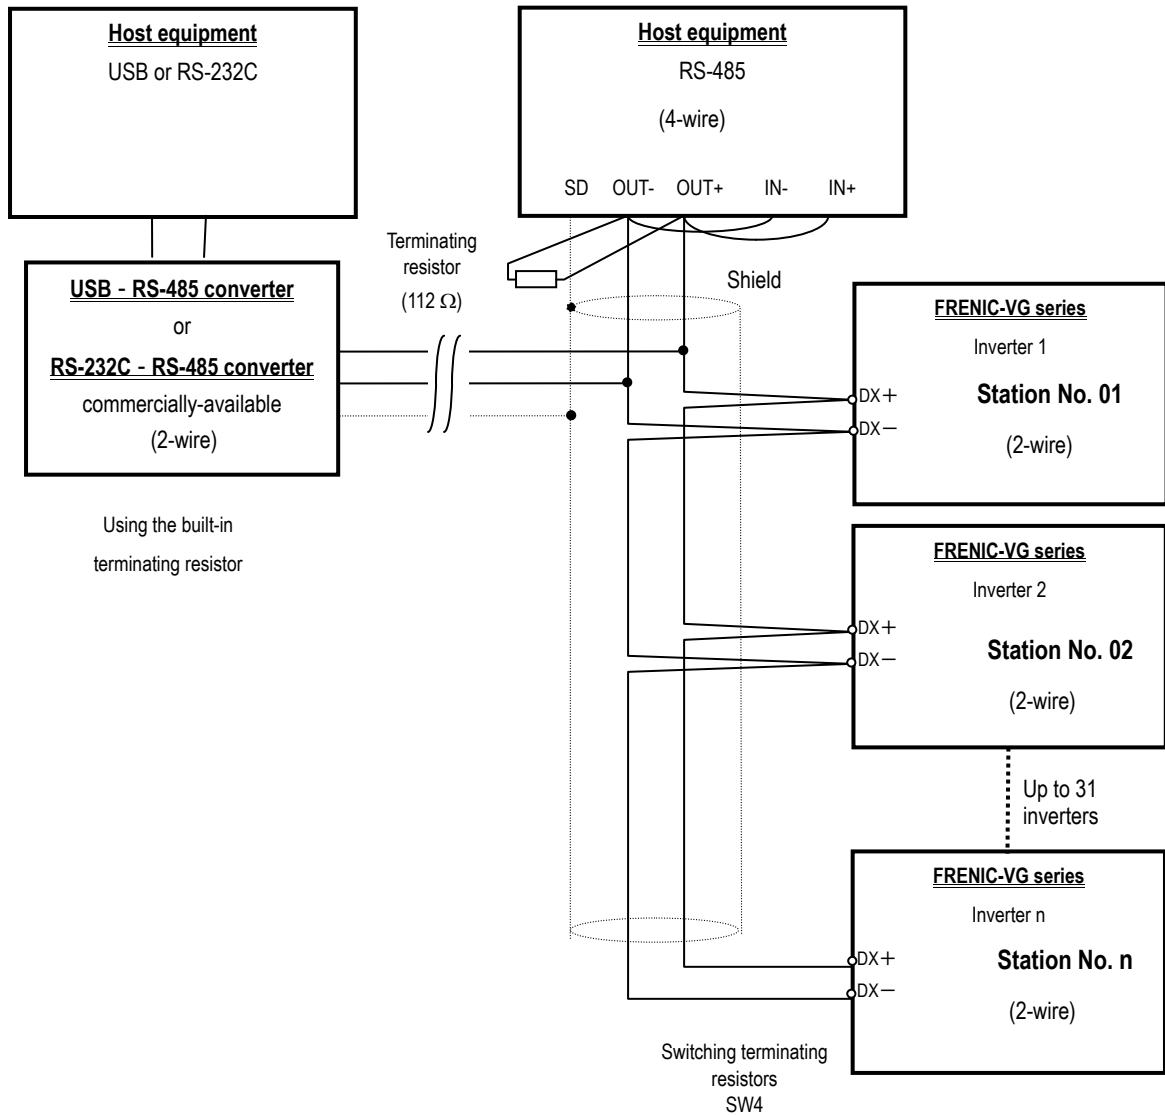 Host equipment
USB or RS-232C
Host equipment
RS-485
(4-wire)
SD OUT- OUT+ IN- IN+
Terminating
resistor
(112 Ω)
Shield
USB - RS-485 converter
or
RS-232C - RS-485 converter
commercially-available
(2-wire)
Using the built-in
terminating resistor
FRENIC-VG series
Inverter 1
Station No. 01
(2-wire)
DX+
DX−
FRENIC-VG series
Inverter 2
Station No. 02
(2-wire)
DX+
DX−
Up to 31
inverters
FRENIC-VG series
Inverter n
Station No. n
(2-wire)
DX+
DX−
Switching terminating
resistors
SW4